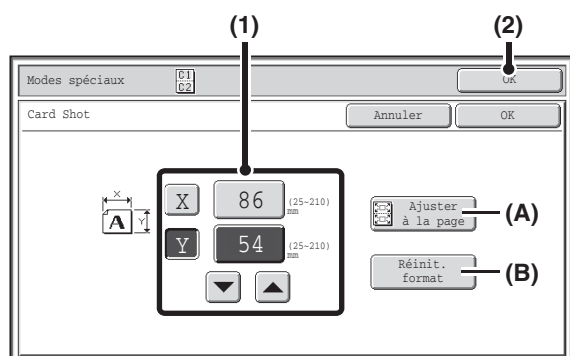 (1)
(2)
Modes spéciaux
C1
C2
OK
Card Shot
Annuler
OK
X
A
Y
X
86
(25~210)
mm
Y
54
(25~210)
mm
Ajuster
à la page
(A)
Réinit.
format
(B)